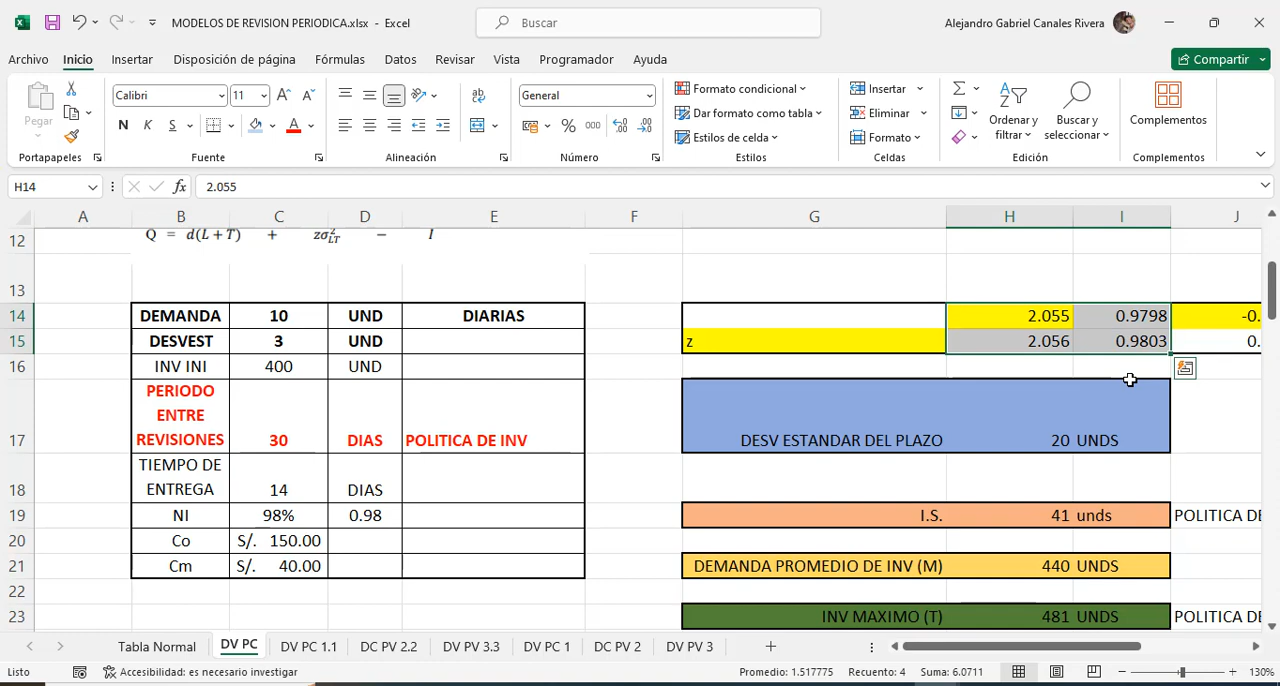 MODELOS DE REVISION PERIODICA.xlsx - Excel
Buscar
Alejandro Gabriel Canales Rivera
Archivo Inicio Insertar Disposición de página Fórmulas Datos Revisar Vista Programador Ayuda
Compartir
Pegar
Calibri 11
N K S
General
% 000
Formato condicional
Dar formato como tabla
Estilos de celda
Insertar
Eliminar
Formato
Ordenar y filtrar
Buscar y seleccionar
Complementos
Portapapeles Fuente Alineación Número Estilos Celdas Edición Complementos
H14 fx 2.055
A B C D E F G H I J
12 Q = d(L+T) + zσ²LT − I
13
14 DEMANDA 10 UND DIARIAS 2.055 0.9798 -0.
15 DESVEST 3 UND z 2.056 0.9803 0.
16 INV INI 400 UND
PERIODO
ENTRE
17 REVISIONES 30 DIAS POLITICA DE INV DESV ESTANDAR DEL PLAZO 20 UNDS
TIEMPO DE
18 ENTREGA 14 DIAS
19 NI 98% 0.98 I.S. 41 unds POLITICA DE
20 Co S/. 150.00
21 Cm S/. 40.00 DEMANDA PROMEDIO DE INV (M) 440 UNDS
22
23 INV MAXIMO (T) 481 UNDS POLITICA DE
Tabla Normal DV PC DV PC 1.1 DC PV 2.2 DV PV 3.3 DV PC 1 DC PV 2 DV PV 3
Listo Accesibilidad: es necesario investigar Promedio: 1.517775 Recuento: 4 Suma: 6.0711 130%